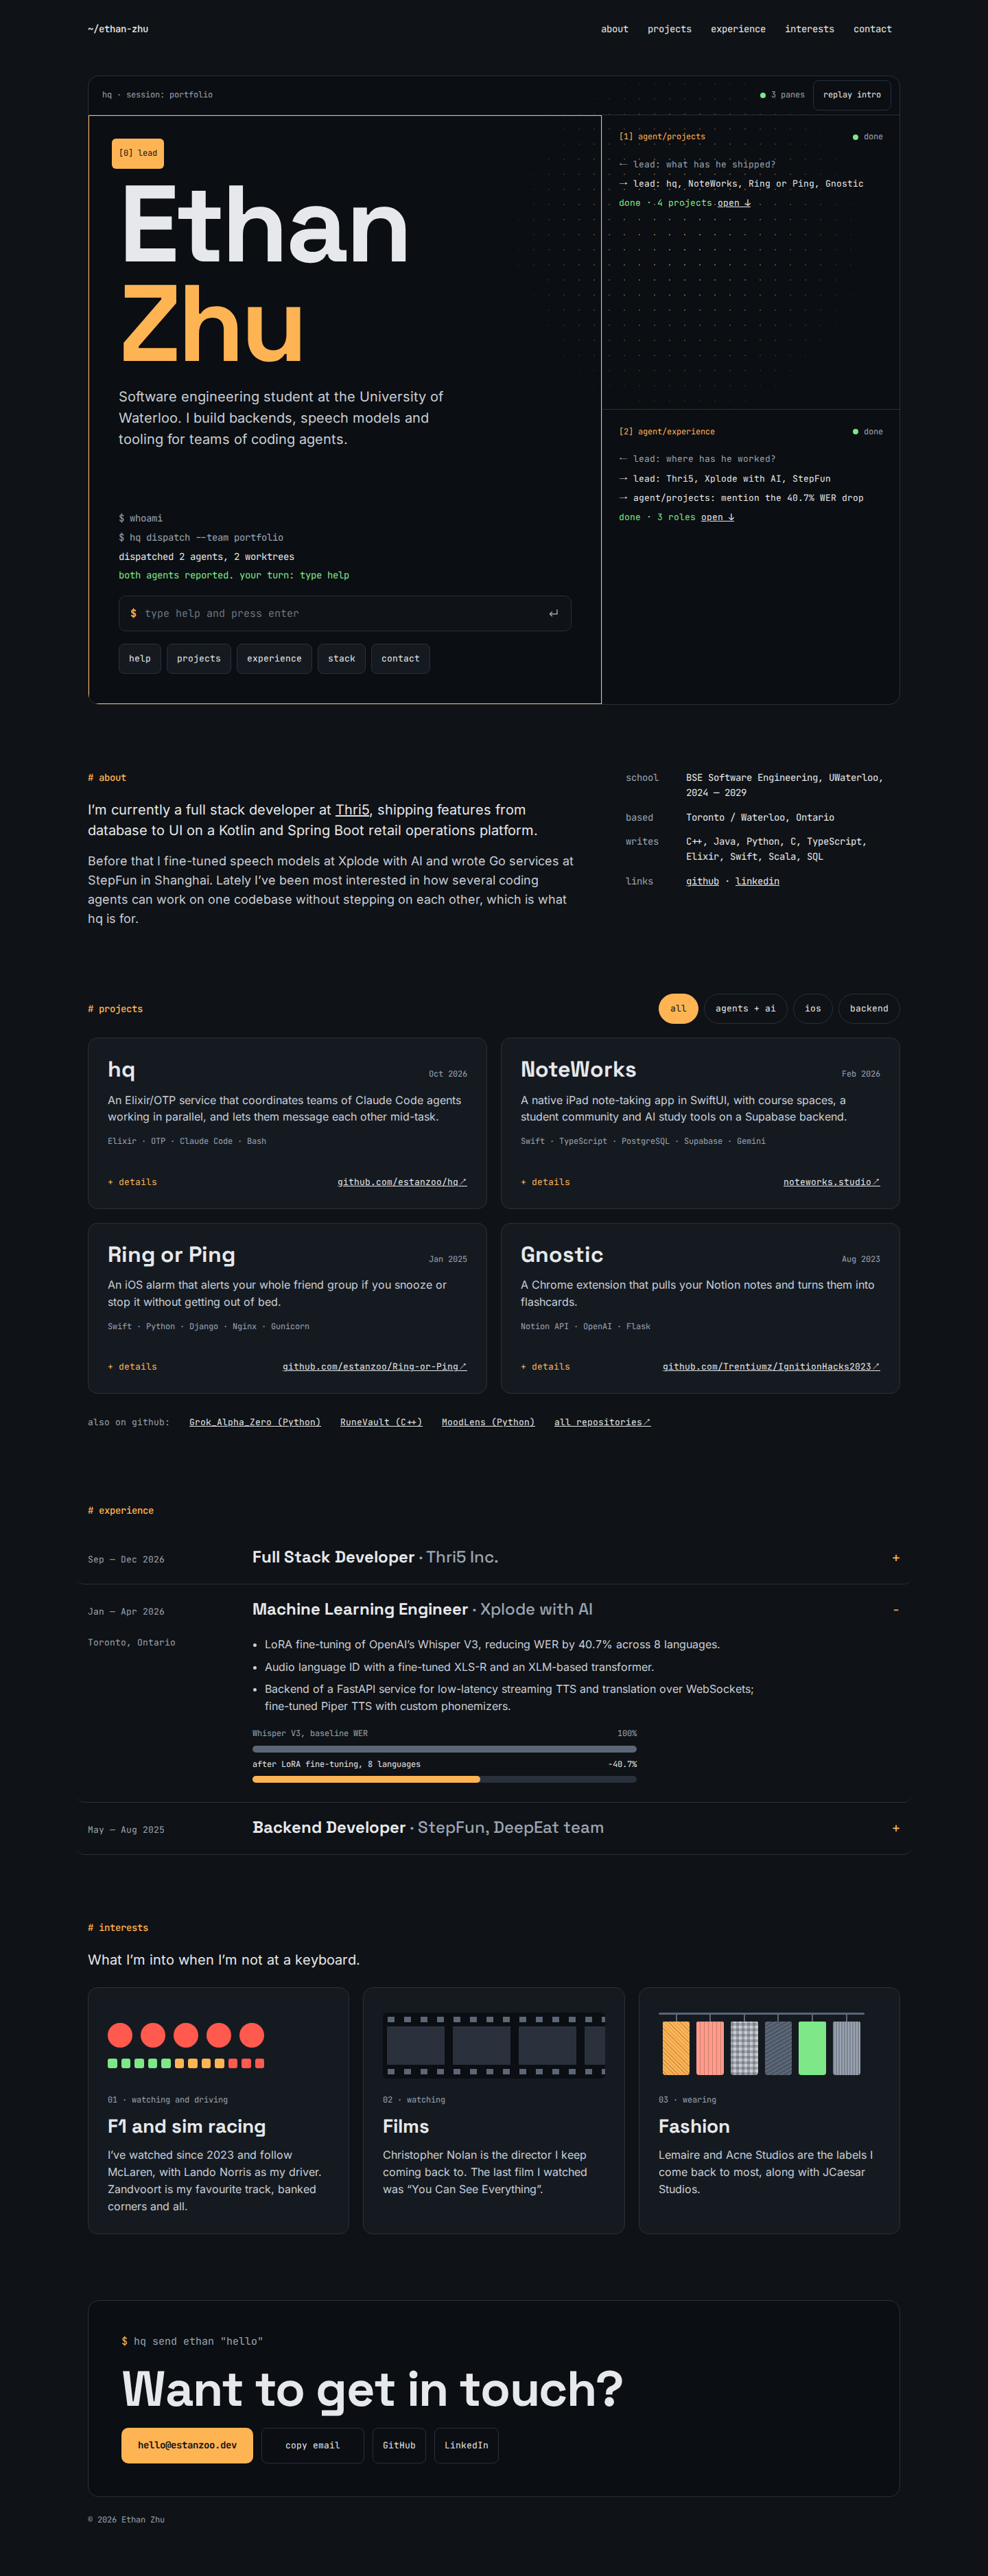 ~/ethan-zhu
about projects experience interests contact
hq · session: portfolio
3 panes replay intro
[0] lead
Ethan
Zhu
Software engineering student at the University of
Waterloo. I build backends, speech models and
tooling for teams of coding agents.
$ whoami
$ hq dispatch --team portfolio
dispatched 2 agents, 2 worktrees
both agents reported. your turn: type help
$ type help and press enter ↵
help projects experience stack contact
[1] agent/projects done
← lead: what has he shipped?
→ lead: hq, NoteWorks, Ring or Ping, Gnostic
done · 4 projects open ↓
[2] agent/experience done
← lead: where has he worked?
→ lead: Thri5, Xplode with AI, StepFun
→ agent/projects: mention the 40.7% WER drop
done · 3 roles open ↓
# about
I’m currently a full stack developer at Thri5, shipping features from
database to UI on a Kotlin and Spring Boot retail operations platform.
Before that I fine-tuned speech models at Xplode with AI and wrote Go services at
StepFun in Shanghai. Lately I’ve been most interested in how several coding
agents can work on one codebase without stepping on each other, which is what
hq is for.
school BSE Software Engineering, UWaterloo,
2024 — 2029
based Toronto / Waterloo, Ontario
writes C++, Java, Python, C, TypeScript,
Elixir, Swift, Scala, SQL
links github · linkedin
# projects
all agents + ai ios backend
hq Oct 2026
An Elixir/OTP service that coordinates teams of Claude Code agents
working in parallel, and lets them message each other mid-task.
Elixir · OTP · Claude Code · Bash
+ details github.com/estanzoo/hq↗
NoteWorks Feb 2026
A native iPad note-taking app in SwiftUI, with course spaces, a
student community and AI study tools on a Supabase backend.
Swift · TypeScript · PostgreSQL · Supabase · Gemini
+ details noteworks.studio↗
Ring or Ping Jan 2025
An iOS alarm that alerts your whole friend group if you snooze or
stop it without getting out of bed.
Swift · Python · Django · Nginx · Gunicorn
+ details github.com/estanzoo/Ring-or-Ping↗
Gnostic Aug 2023
A Chrome extension that pulls your Notion notes and turns them into
flashcards.
Notion API · OpenAI · Flask
+ details github.com/Trentiumz/IgnitionHacks2023↗
also on github: Grok_Alpha_Zero (Python) RuneVault (C++) MoodLens (Python) all repositories↗
# experience
Sep — Dec 2026 Full Stack Developer · Thri5 Inc. +
Jan — Apr 2026 Machine Learning Engineer · Xplode with AI -
Toronto, Ontario
• LoRA fine-tuning of OpenAI’s Whisper V3, reducing WER by 40.7% across 8 languages.
• Audio language ID with a fine-tuned XLS-R and an XLM-based transformer.
• Backend of a FastAPI service for low-latency streaming TTS and translation over WebSockets;
fine-tuned Piper TTS with custom phonemizers.
Whisper V3, baseline WER 100%
after LoRA fine-tuning, 8 languages -40.7%
May — Aug 2025 Backend Developer · StepFun, DeepEat team +
# interests
What I’m into when I’m not at a keyboard.
01 · watching and driving
F1 and sim racing
I’ve watched since 2023 and follow
McLaren, with Lando Norris as my driver.
Zandvoort is my favourite track, banked
corners and all.
02 · watching
Films
Christopher Nolan is the director I keep
coming back to. The last film I watched
was “You Can See Everything”.
03 · wearing
Fashion
Lemaire and Acne Studios are the labels I
come back to most, along with JCaesar
Studios.
$ hq send ethan "hello"
Want to get in touch?
hello@estanzoo.dev copy email GitHub LinkedIn
© 2026 Ethan Zhu